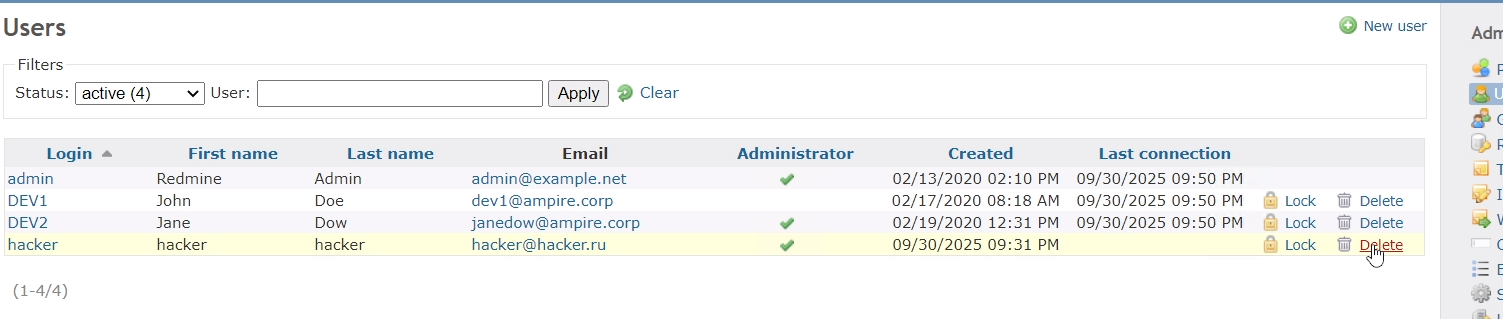 Users
New user
Filters
Status: active (4) User: Apply Clear
Login First name Last name Email Administrator Created Last connection
admin Redmine Admin admin@example.net 02/13/2020 02:10 PM 09/30/2025 09:50 PM
DEV1 John Doe dev1@ampire.corp 02/17/2020 08:18 AM 09/30/2025 09:50 PM Lock Delete
DEV2 Jane Dow janedow@ampire.corp 02/19/2020 12:31 PM 09/30/2025 09:50 PM Lock Delete
hacker hacker hacker hacker@hacker.ru 09/30/2025 09:31 PM Lock Delete
(1-4/4)
Adm